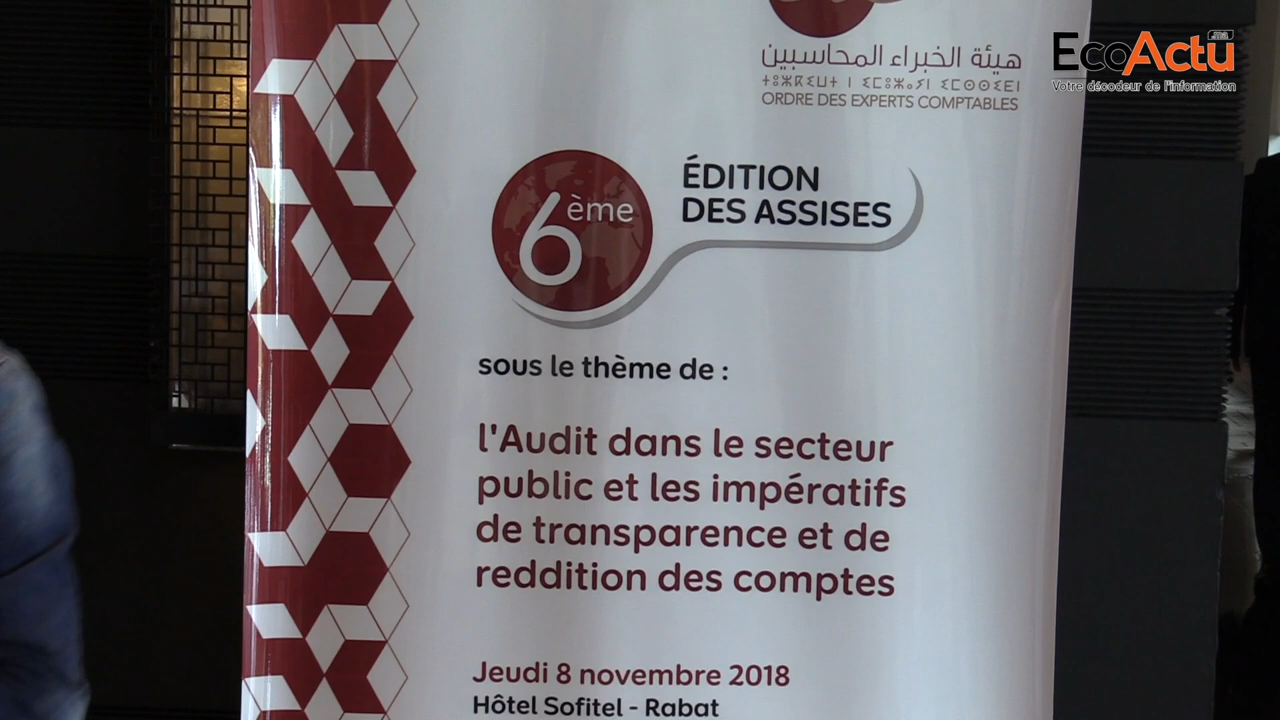 EcoActu
.ma
Votre décodeur de l'information
هيئة الخبراء المحاسبين
ORDRE DES EXPERTS COMPTABLES
6ème
ÉDITION
DES ASSISES
sous le thème de :
l'Audit dans le secteur
public et les impératifs
de transparence et de
reddition des comptes
Jeudi 8 novembre 2018
Hôtel Sofitel - Rabat